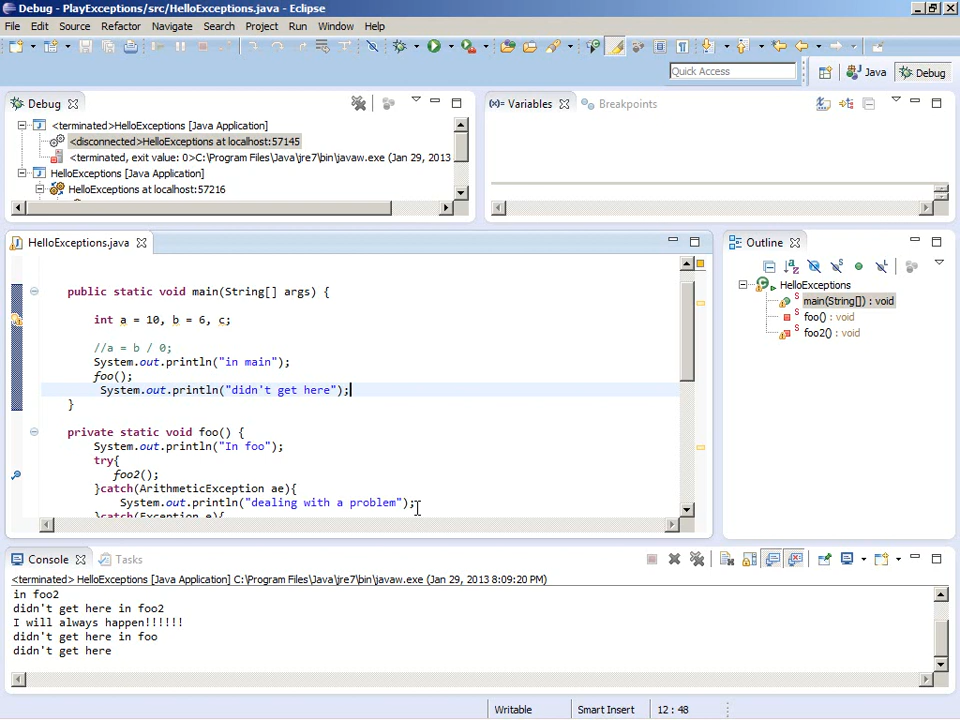 Debug - PlayExceptions/src/HelloExceptions.java - Eclipse
File Edit Source Refactor Navigate Search Project Run Window Help
Quick Access
Java
Debug
Debug
<terminated>HelloExceptions [Java Application]
<disconnected>HelloExceptions at localhost:57145
<terminated, exit value: 0>C:\Program Files\Java\jre7\bin\javaw.exe (Jan 29, 2013
HelloExceptions [Java Application]
HelloExceptions at localhost:57216
(x)= Variables
Breakpoints
HelloExceptions.java
public static void main(String[] args) {
int a = 10, b = 6, c;
//a = b / 0;
System.out.println("in main");
foo();
System.out.println("didn't get here");
}
private static void foo() {
System.out.println("In foo");
try{
foo2();
}catch(ArithmeticException ae){
System.out.println("dealing with a problem");
}catch(Exception e){
Outline
HelloExceptions
main(String[]) : void
foo() : void
foo2() : void
Console
Tasks
<terminated> HelloExceptions [Java Application] C:\Program Files\Java\jre7\bin\javaw.exe (Jan 29, 2013 8:09:20 PM)
in foo2
didn't get here in foo2
I will always happen!!!!!!
didn't get here in foo
didn't get here
Writable
Smart Insert
12 : 48